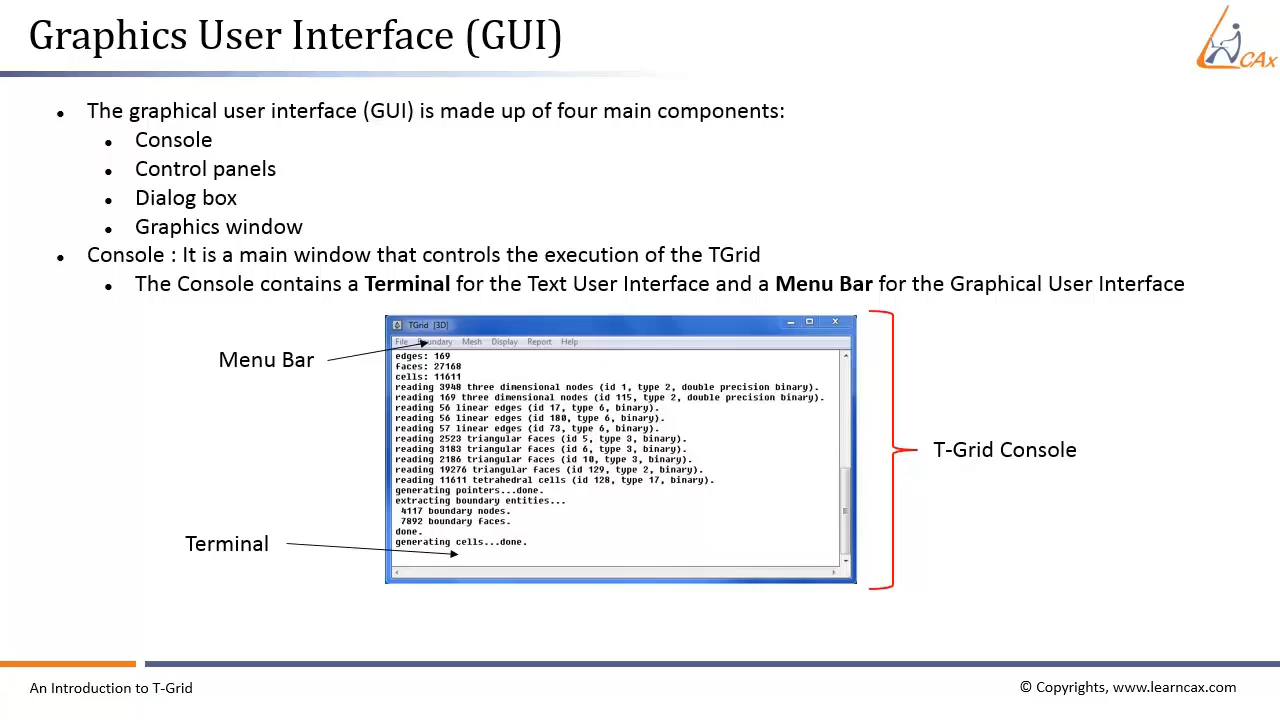 Graphics User Interface (GUI)
CAx
The graphical user interface (GUI) is made up of four main components:
Console
Control panels
Dialog box
Graphics window
Console : It is a main window that controls the execution of the TGrid
The Console contains a Terminal for the Text User Interface and a Menu Bar for the Graphical User Interface
TGrid [3D]
File Boundary Mesh Display Report Help
Menu Bar
edges: 169
faces: 27168
cells: 11611
reading 3948 three dimensional nodes (id 1, type 2, double precision binary).
reading 169 three dimensional nodes (id 115, type 2, double precision binary).
reading 56 linear edges (id 17, type 6, binary).
reading 56 linear edges (id 180, type 6, binary).
reading 57 linear edges (id 73, type 6, binary).
reading 2523 triangular faces (id 5, type 3, binary).
reading 3183 triangular faces (id 6, type 3, binary).
reading 2186 triangular faces (id 10, type 3, binary).
reading 19276 triangular faces (id 129, type 2, binary).
reading 11611 tetrahedral cells (id 128, type 17, binary).
generating pointers...done.
extracting boundary entities...
4117 boundary nodes.
7892 boundary faces.
done.
generating cells...done.
T-Grid Console
Terminal
An Introduction to T-Grid
© Copyrights, www.learncax.com